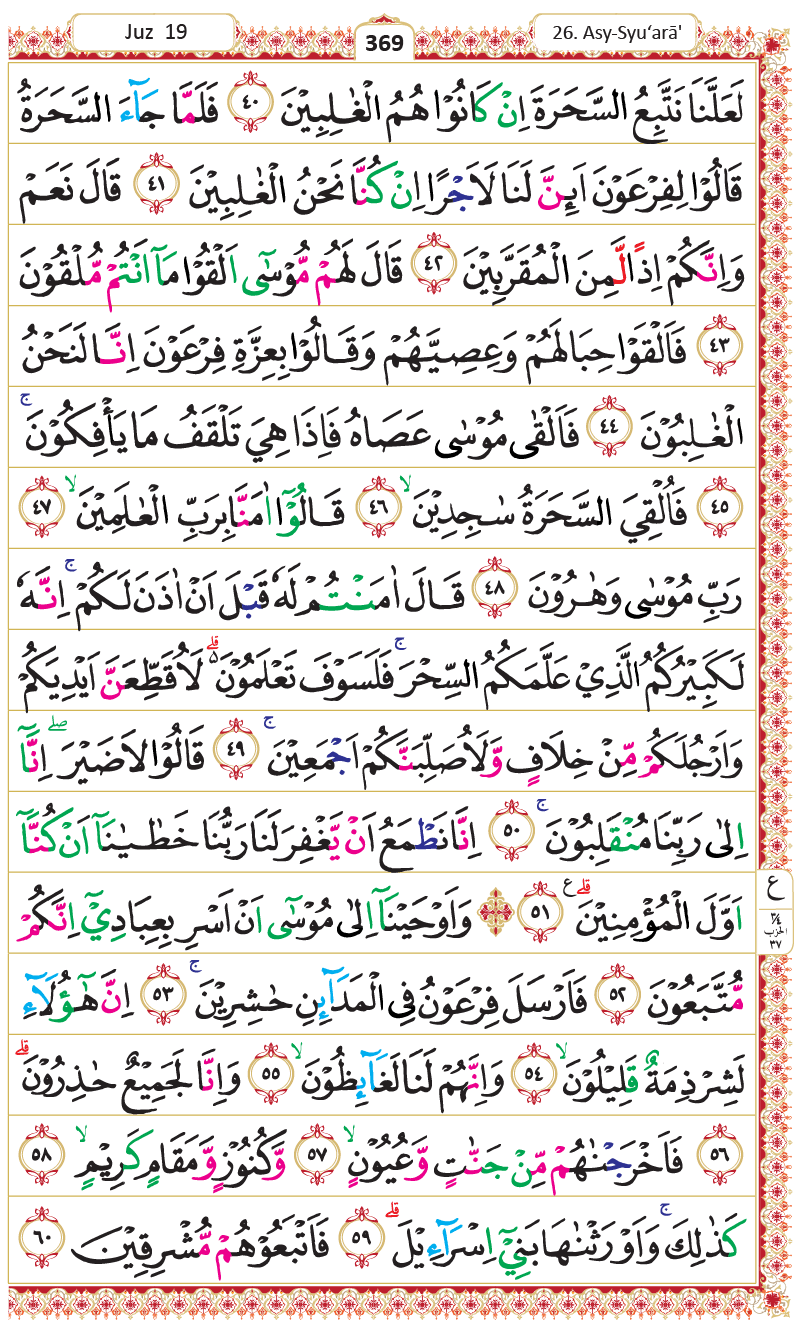 Juz 19
369
26. Asy-Syu‘arā'
لَعَلَّنَا نَتَّبِعُ السَّحَرَةَ اِنْ كَانُوْا هُمُ الْغٰلِبِيْنَ ٤٠ فَلَمَّا جَاۤءَ السَّحَرَةُ
قَالُوْا لِفِرْعَوْنَ اَىِٕنَّ لَنَا لَاَجْرًا اِنْ كُنَّا نَحْنُ الْغٰلِبِيْنَ ٤١ قَالَ نَعَمْ
وَاِنَّكُمْ اِذًا لَّمِنَ الْمُقَرَّبِيْنَ ٤٢ قَالَ لَهُمْ مُّوْسٰٓى اَلْقُوْا مَآ اَنْتُمْ مُّلْقُوْنَ
٤٣ فَاَلْقَوْا حِبَالَهُمْ وَعِصِيَّهُمْ وَقَالُوْا بِعِزَّةِ فِرْعَوْنَ اِنَّا لَنَحْنُ
الْغٰلِبُوْنَ ٤٤ فَاَلْقٰى مُوْسٰى عَصَاهُ فَاِذَا هِيَ تَلْقَفُ مَا يَأْفِكُوْنَ ۚ
٤٥ فَاُلْقِيَ السَّحَرَةُ سٰجِدِيْنَ ۙ ٤٦ قَالُوْٓا اٰمَنَّا بِرَبِّ الْعٰلَمِيْنَ ۙ ٤٧
رَبِّ مُوْسٰى وَهٰرُوْنَ ٤٨ قَالَ اٰمَنْتُمْ لَهٗ قَبْلَ اَنْ اٰذَنَ لَكُمْ ۚ اِنَّهٗ
لَكَبِيْرُكُمُ الَّذِيْ عَلَّمَكُمُ السِّحْرَ ۚ فَلَسَوْفَ تَعْلَمُوْنَ ۗ ەۗ لَاُقَطِّعَنَّ اَيْدِيَكُمْ
وَاَرْجُلَكُمْ مِّنْ خِلَافٍ وَّلَاُصَلِّبَنَّكُمْ اَجْمَعِيْنَ ۚ ٤٩ قَالُوْا لَا ضَيْرَ ۖ اِنَّآ
اِلٰى رَبِّنَا مُنْقَلِبُوْنَ ۚ ٥٠ اِنَّا نَطْمَعُ اَنْ يَّغْفِرَ لَنَا رَبُّنَا خَطٰيٰنَآ اَنْ كُنَّآ
اَوَّلَ الْمُؤْمِنِيْنَ ۗ ع ٥١ ۞ وَاَوْحَيْنَآ اِلٰى مُوْسٰٓى اَنْ اَسْرِ بِعِبَادِيْٓ اِنَّكُمْ
ع
٣/٤
الحزب
٣٧
مُّتَّبَعُوْنَ ٥٢ فَاَرْسَلَ فِرْعَوْنُ فِى الْمَدَاۤىِٕنِ حٰشِرِيْنَ ۚ ٥٣ اِنَّ هٰٓؤُلَاۤءِ
لَشِرْذِمَةٌ قَلِيْلُوْنَ ۙ ٥٤ وَاِنَّهُمْ لَنَا لَغَاۤىِٕظُوْنَ ۙ ٥٥ وَاِنَّا لَجَمِيْعٌ حٰذِرُوْنَ ۗ
٥٦ فَاَخْرَجْنٰهُمْ مِّنْ جَنّٰتٍ وَّعُيُوْنٍ ۙ ٥٧ وَّكُنُوْزٍ وَّمَقَامٍ كَرِيْمٍ ۙ ٥٨
كَذٰلِكَ ۚ وَاَوْرَثْنٰهَا بَنِيْٓ اِسْرَاۤءِيْلَ ۗ ٥٩ فَاَتْبَعُوْهُمْ مُّشْرِقِيْنَ ٦٠